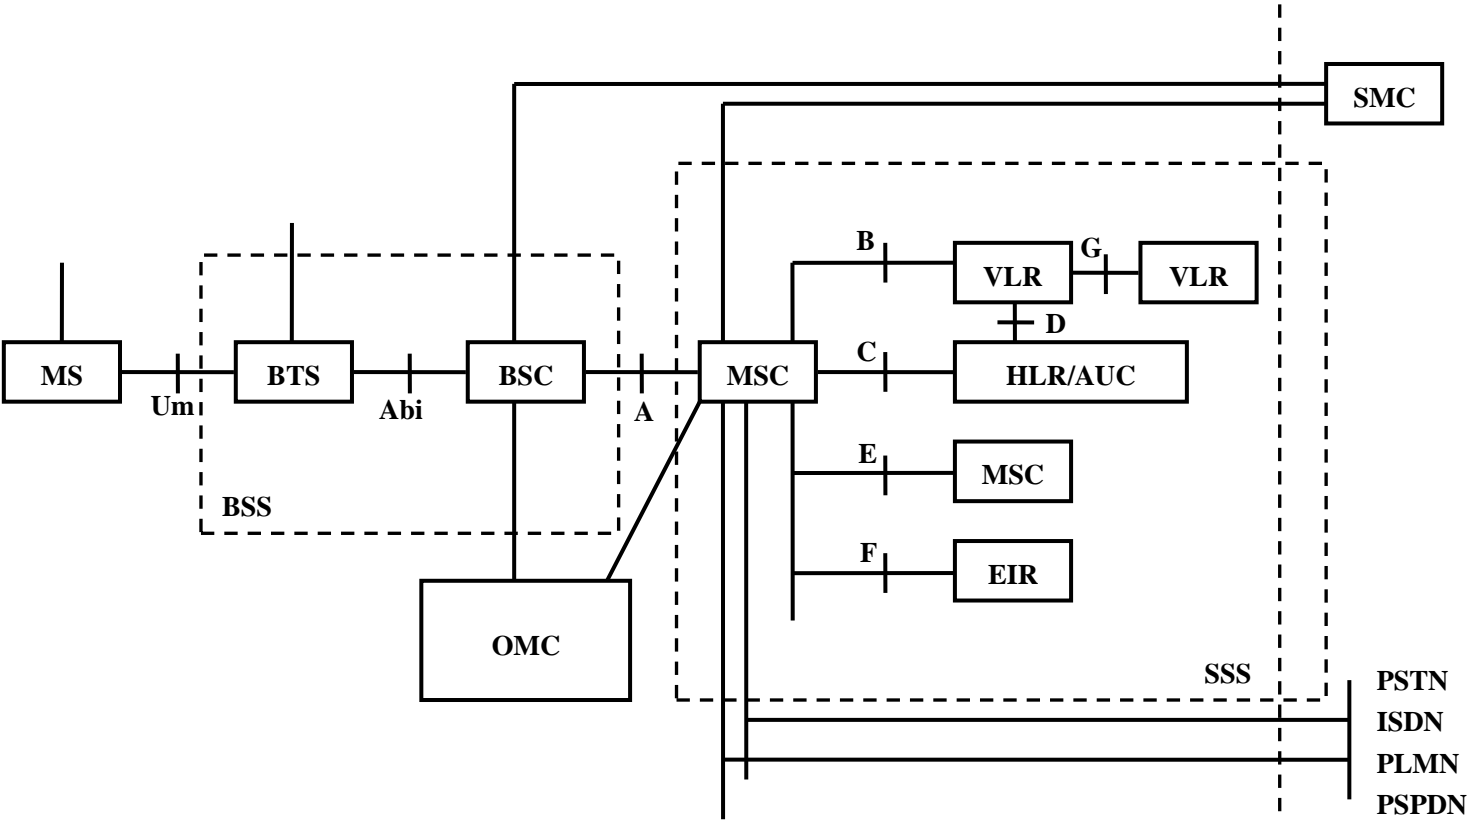 SMC
B
G
VLR
VLR
D
MS
Um
BTS
Abi
BSC
A
MSC
C
HLR/AUC
E
MSC
BSS
F
EIR
OMC
SSS
PSTN
ISDN
PLMN
PSPDN